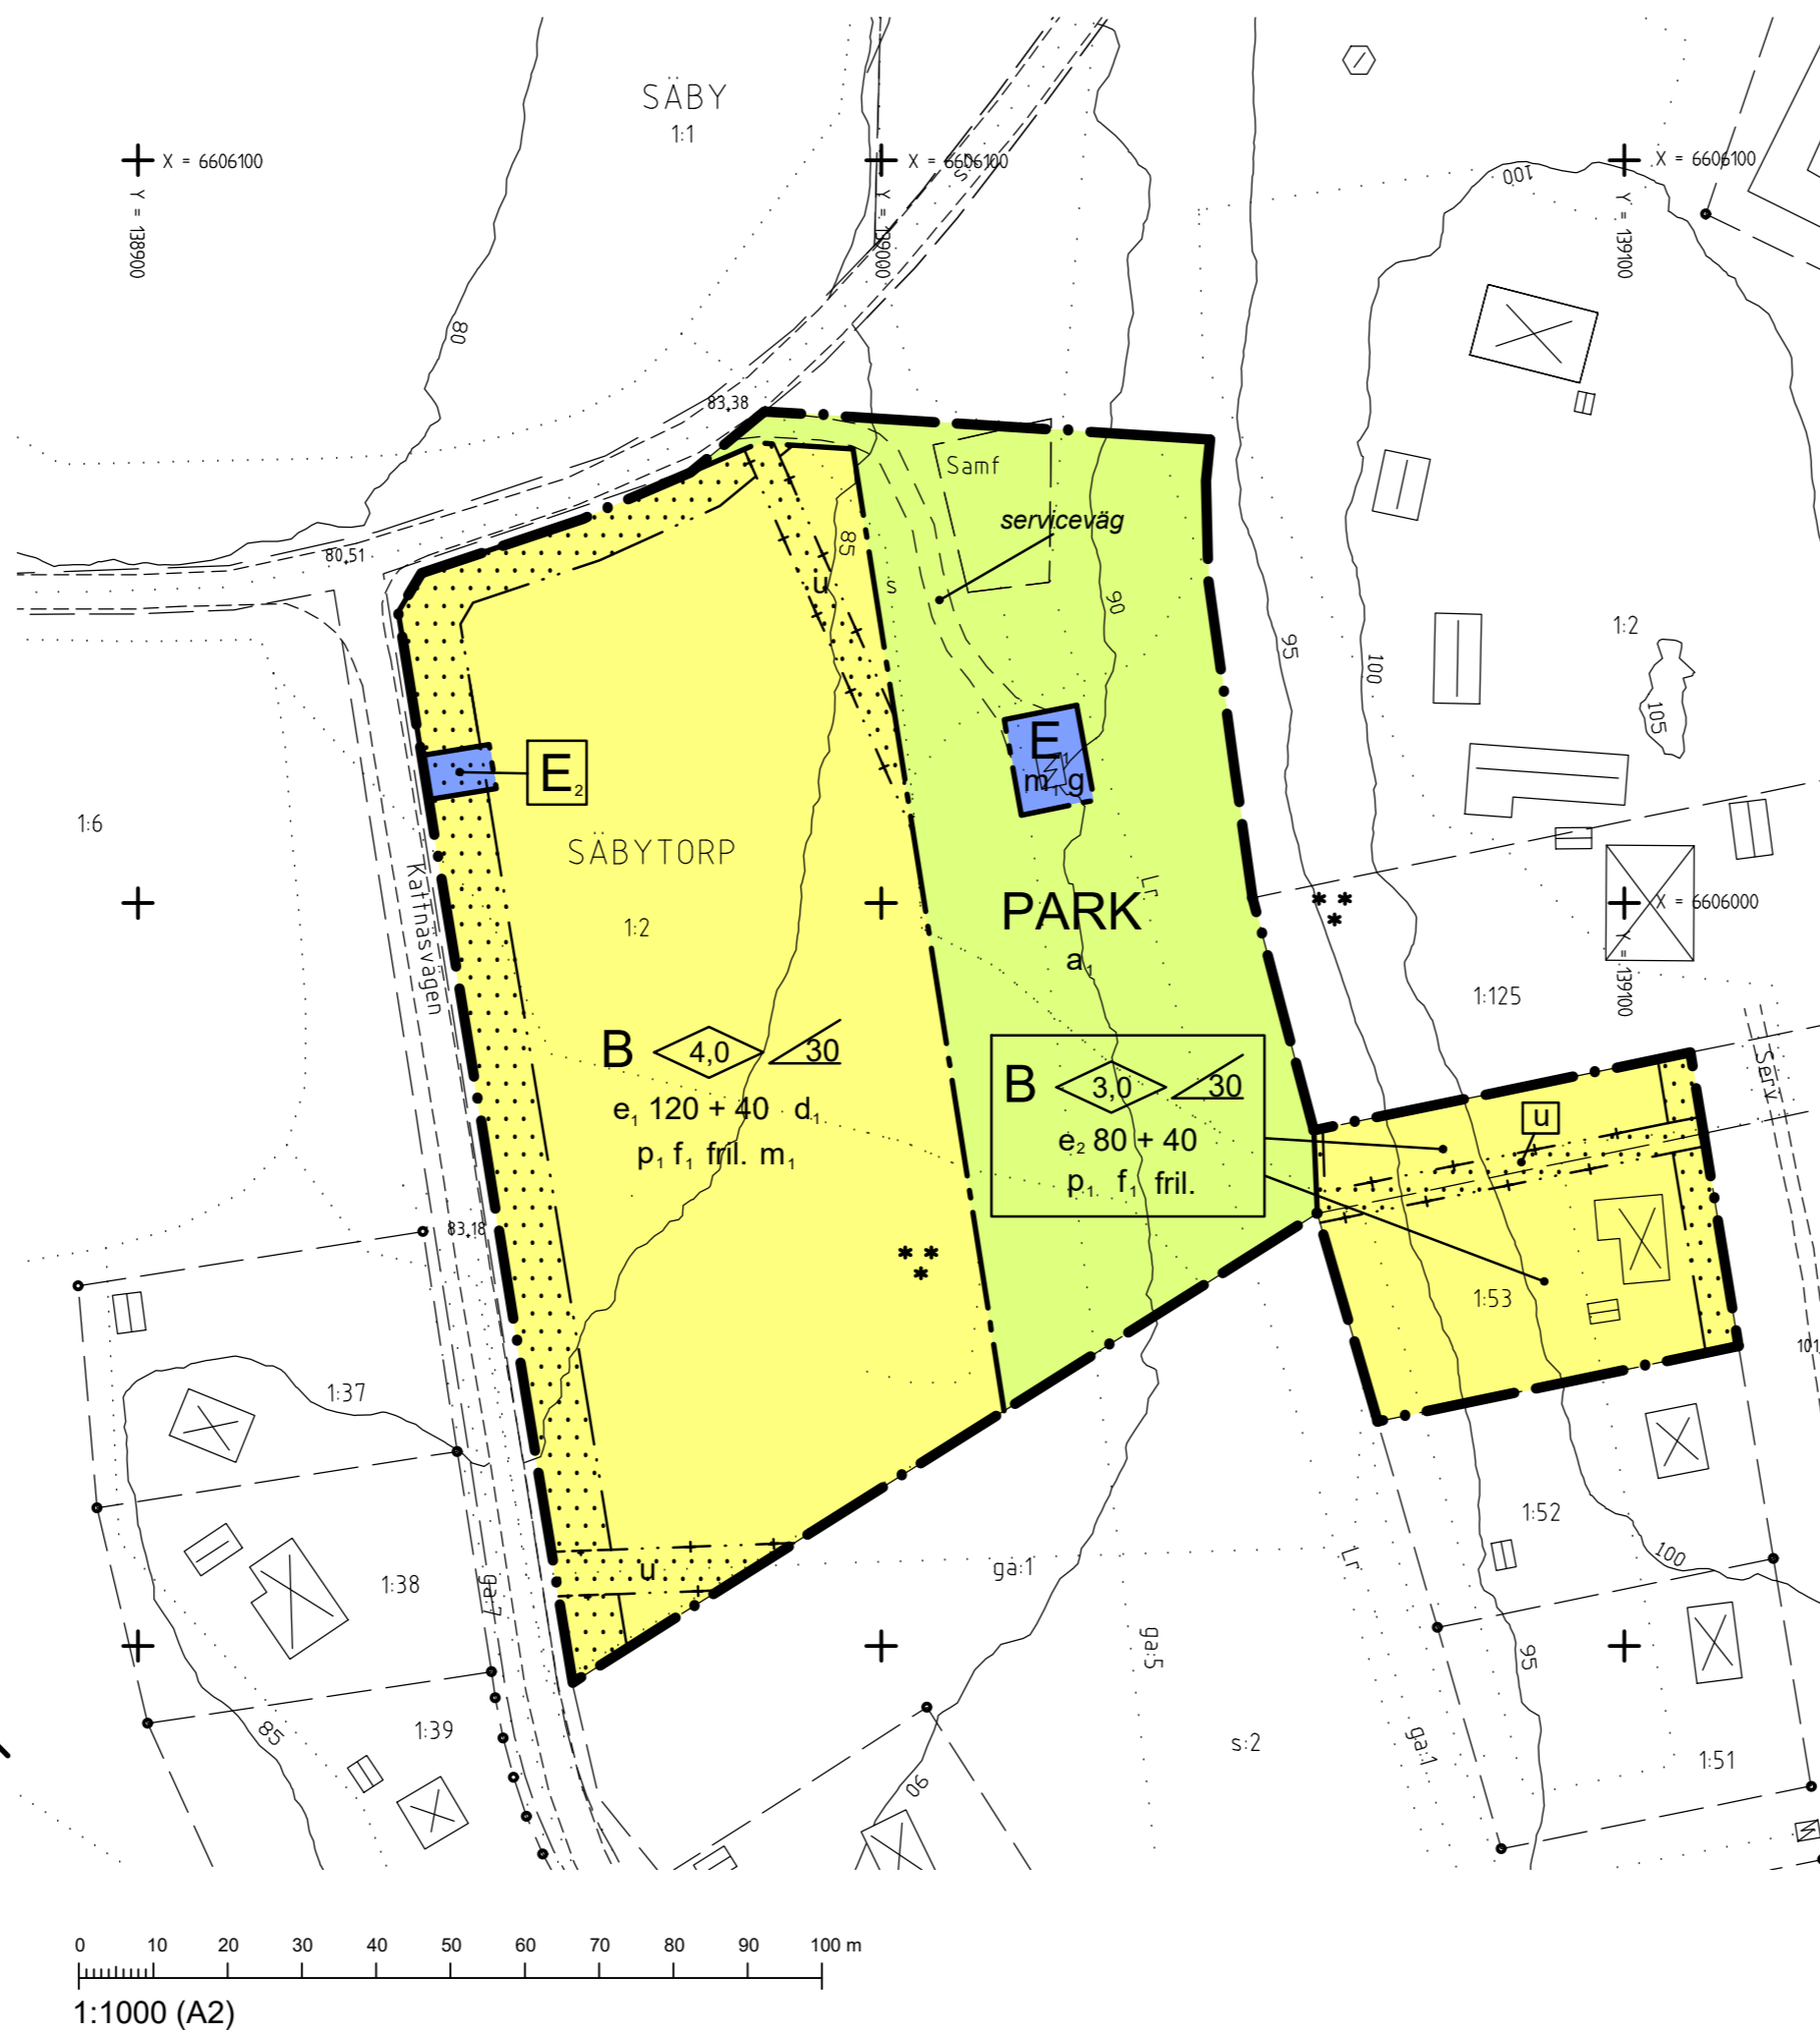 SÄBY
1:1
X = 6606100
X = 6606100
X = 6606100
Y = 138900
Y = 139000
Y = 139100
s:2
100
80
83,38
80,51
Samf
serviceväg
85
u
s
90
95
100
1:2
105
E1
m1 g
E2
1:6
SÄBYTORP
1:2
Kattnäsvägen
Lr
PARK
a1
X = 6606000
Y = 139100
1:125
Serv
B 4,0 30
e1 120 + 40 d1
p1 f1 fril. m1
B 3,0 30
e2 80 + 40
p1 f1 fril.
u
83,18
1:53
101
1:37
1:52
100
1:38
ga:7
u
ga:1
Lr
ga:5
95
1:39
85
90
s:2
ga:1
1:51
0 10 20 30 40 50 60 70 80 90 100 m
1:1000 (A2)